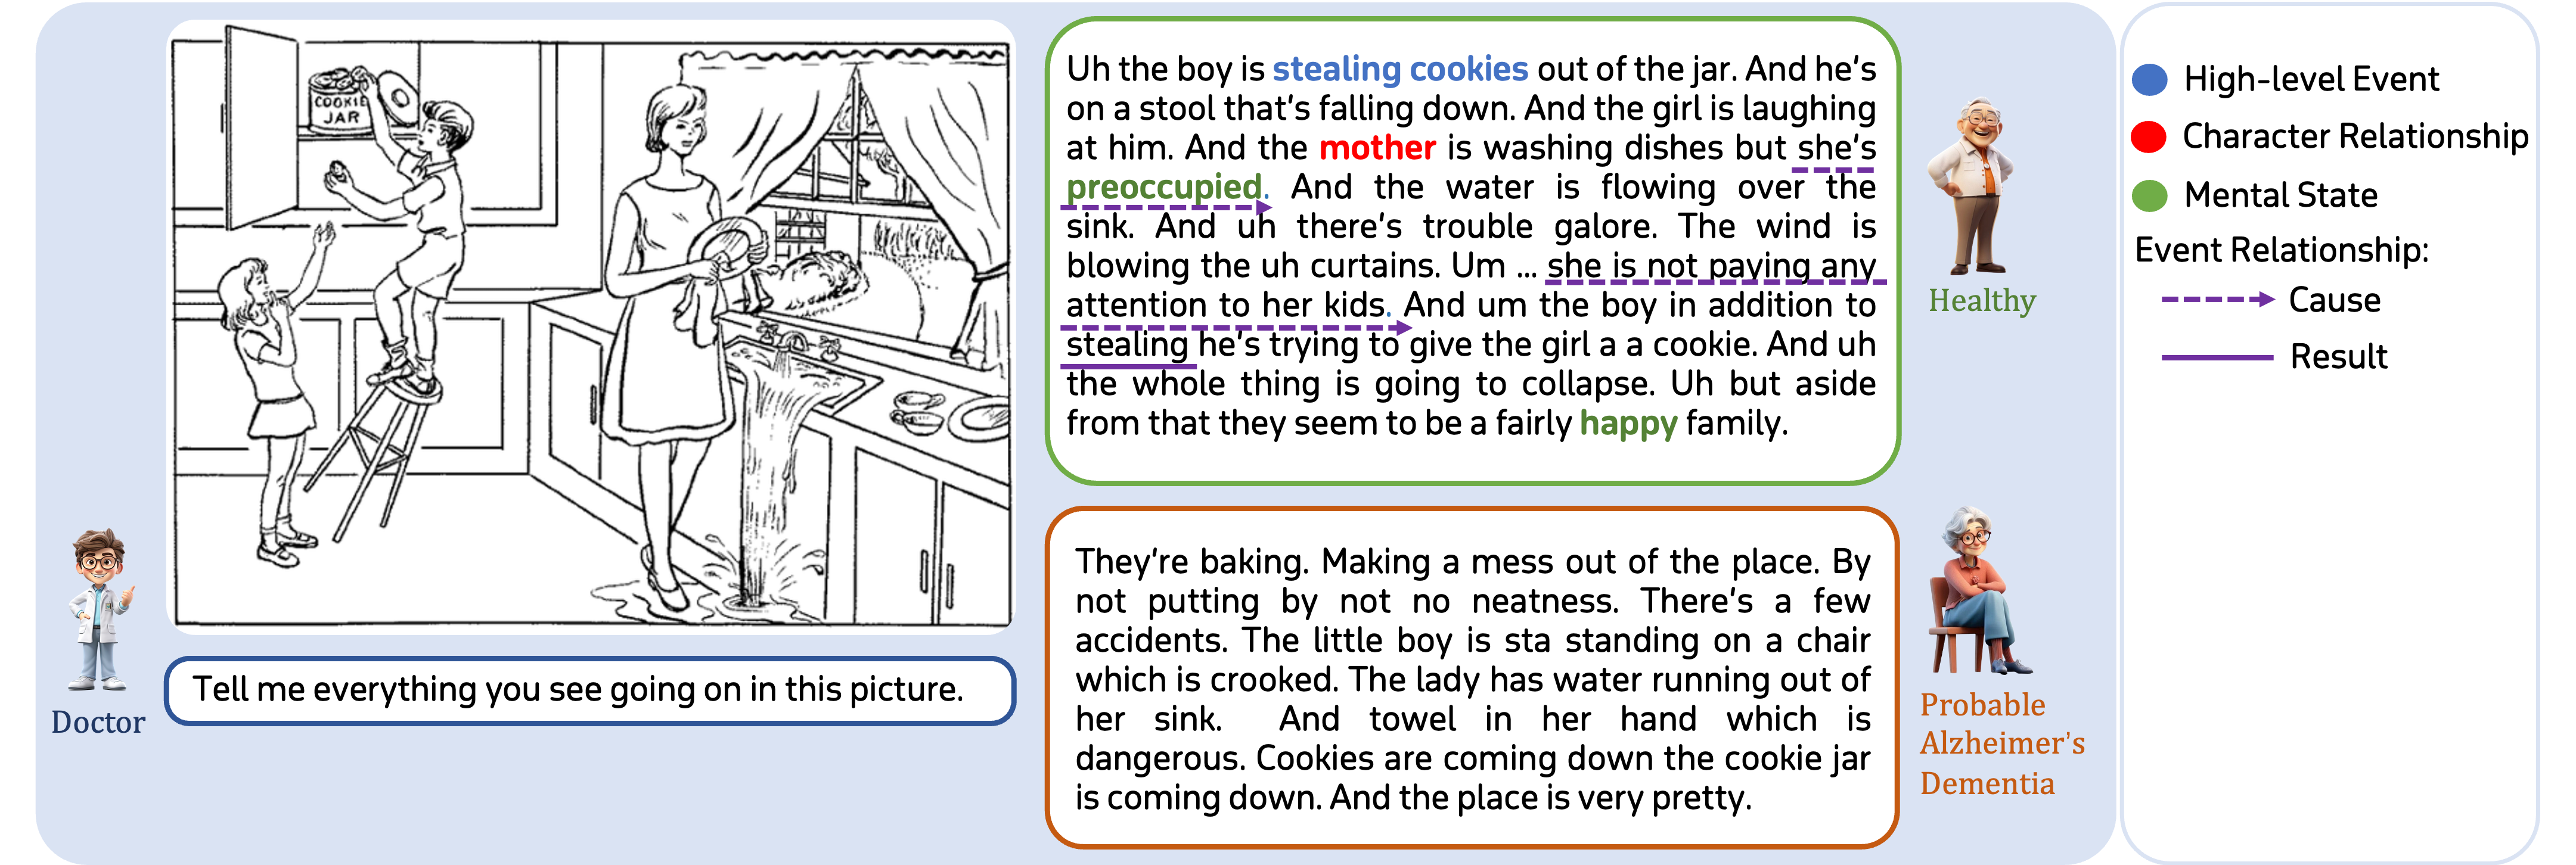 COOKIE
JAR
Doctor
Tell me everything you see going on in this picture.
Uh the boy is stealing cookies out of the jar. And he's
on a stool that's falling down. And the girl is laughing
at him. And the mother is washing dishes but she's
preoccupied. And the water is flowing over the
sink. And uh there's trouble galore. The wind is
blowing the uh curtains. Um ... she is not paying any
attention to her kids. And um the boy in addition to
stealing he's trying to give the girl a a cookie. And uh
the whole thing is going to collapse. Uh but aside
from that they seem to be a fairly happy family.
Healthy
They're baking. Making a mess out of the place. By
not putting by not no neatness. There's a few
accidents. The little boy is sta standing on a chair
which is crooked. The lady has water running out of
her sink. And towel in her hand which is
dangerous. Cookies are coming down the cookie jar
is coming down. And the place is very pretty.
Probable
Alzheimer's
Dementia
High-level Event
Character Relationship
Mental State
Event Relationship:
Cause
Result